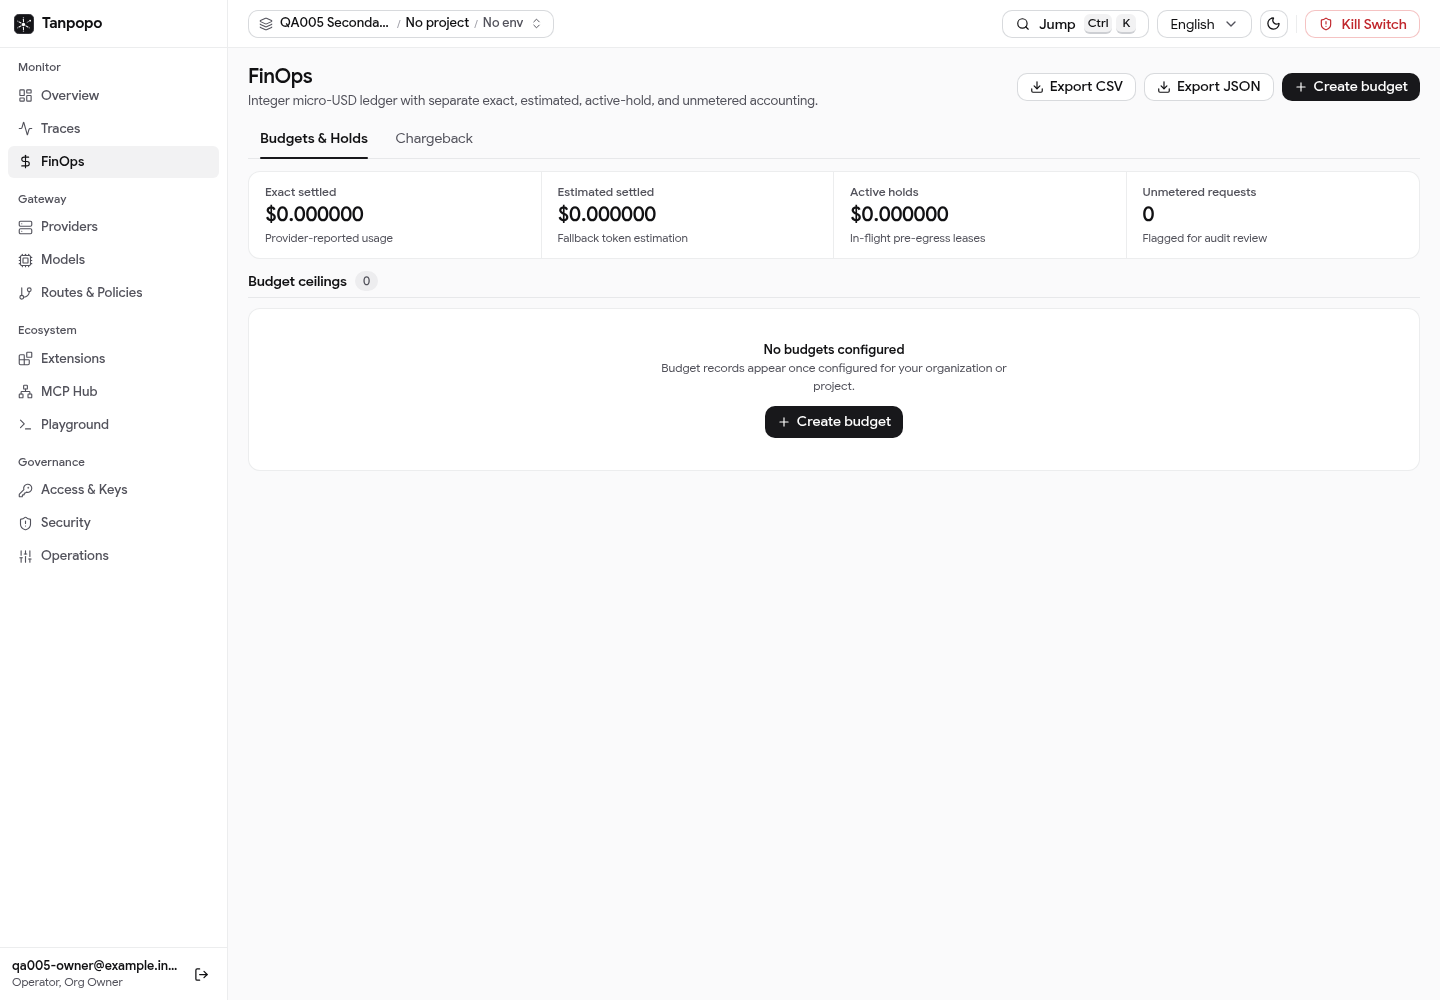 Tanpopo
QA005 Seconda... / No project / No env
Jump Ctrl K
English
Kill Switch
Monitor
Overview
Traces
FinOps
Gateway
Providers
Models
Routes & Policies
Ecosystem
Extensions
MCP Hub
Playground
Governance
Access & Keys
Security
Operations
qa005-owner@example.in...
Operator, Org Owner
FinOps
Integer micro-USD ledger with separate exact, estimated, active-hold, and unmetered accounting.
Export CSV
Export JSON
Create budget
Budgets & Holds
Chargeback
Exact settled
$0.000000
Provider-reported usage
Estimated settled
$0.000000
Fallback token estimation
Active holds
$0.000000
In-flight pre-egress leases
Unmetered requests
0
Flagged for audit review
Budget ceilings 0
No budgets configured
Budget records appear once configured for your organization or
project.
Create budget